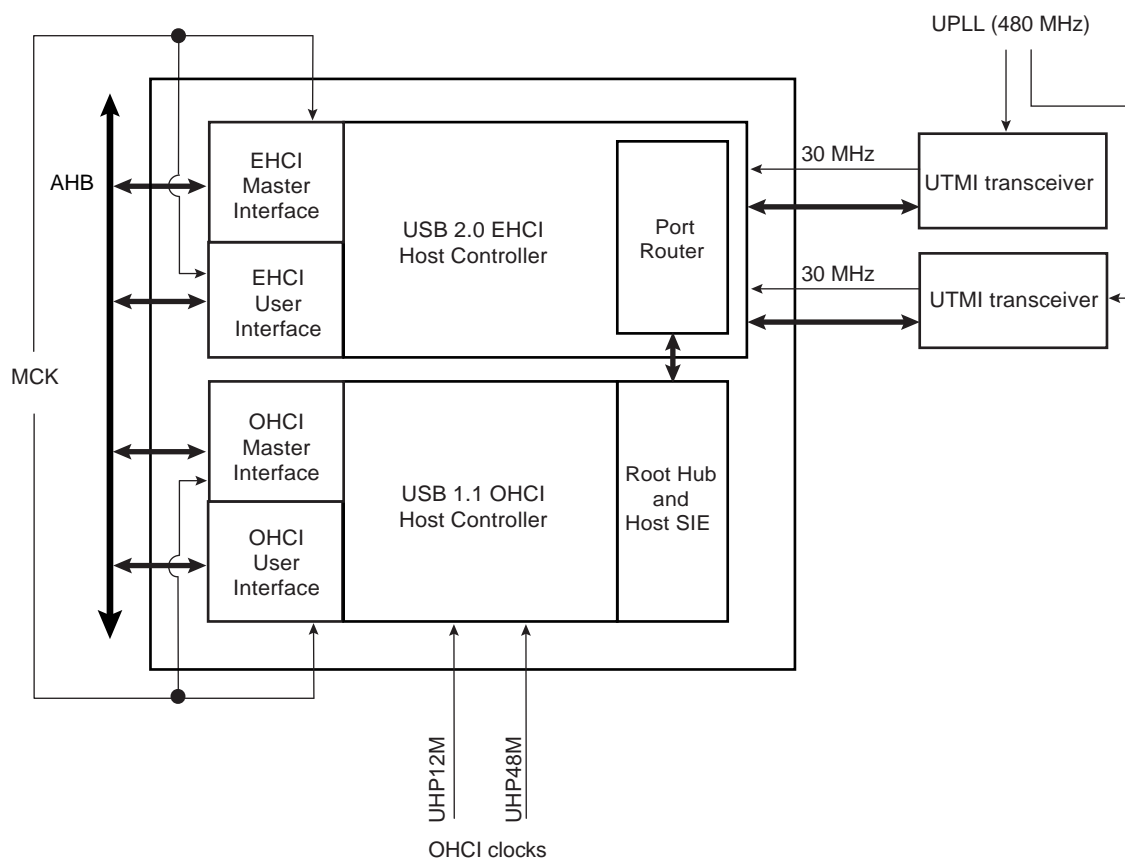 UPLL (480 MHz)
AHB
EHCI
Master
Interface
USB 2.0 EHCI
Host Controller
Port
Router
30 MHz
UTMI transceiver
EHCI
User
Interface
30 MHz
UTMI transceiver
MCK
OHCI
Master
Interface
USB 1.1 OHCI
Host Controller
Root Hub
and
Host SIE
OHCI
User
Interface
UHP12M
UHP48M
OHCI clocks